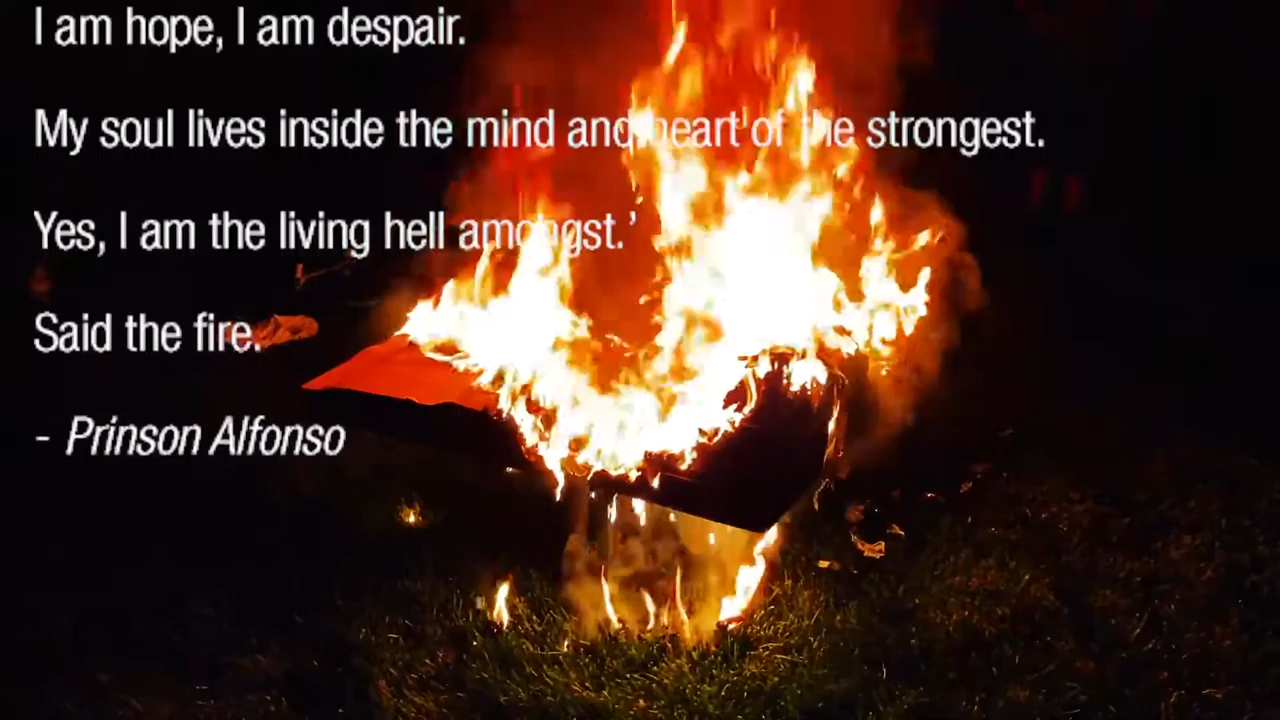 I am hope, I am despair.
My soul lives inside the mind and heart of the strongest.
Yes, I am the living hell amongst.’
Said the fire.
- Prinson Alfonso